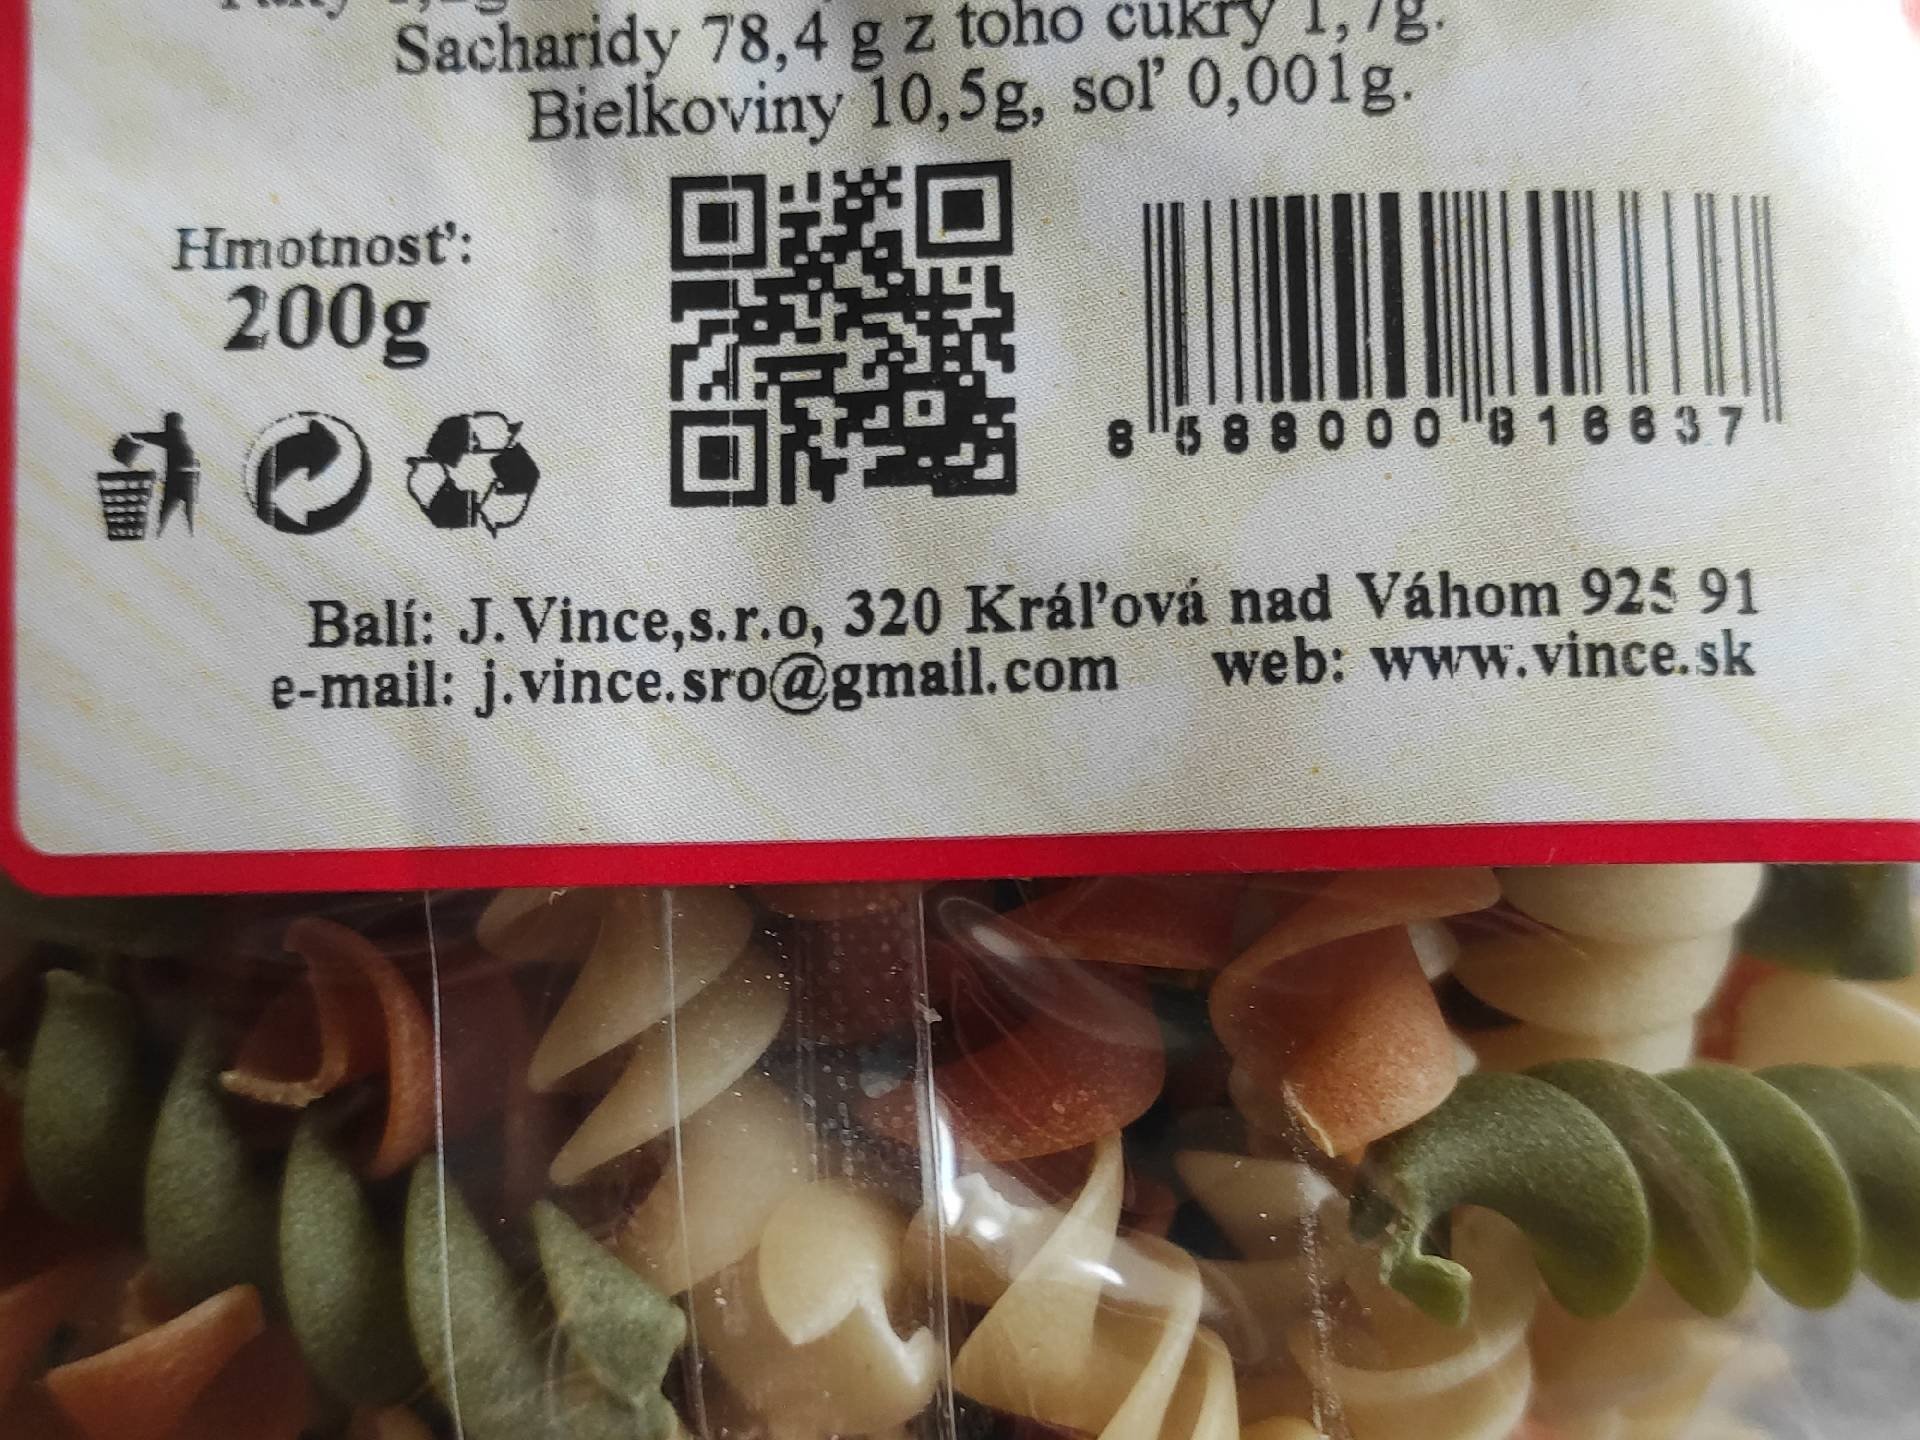 Sacharidy 78,4 g z toho cukry 1,7g.
Bielkoviny 10,5g, soľ 0,001g.
Hmotnosť:
200g
8 588000 816637
Balí: J.Vince,s.r.o, 320 Kráľová nad Váhom 925 91
e-mail: j.vince.sro@gmail.com web: www.vince.sk